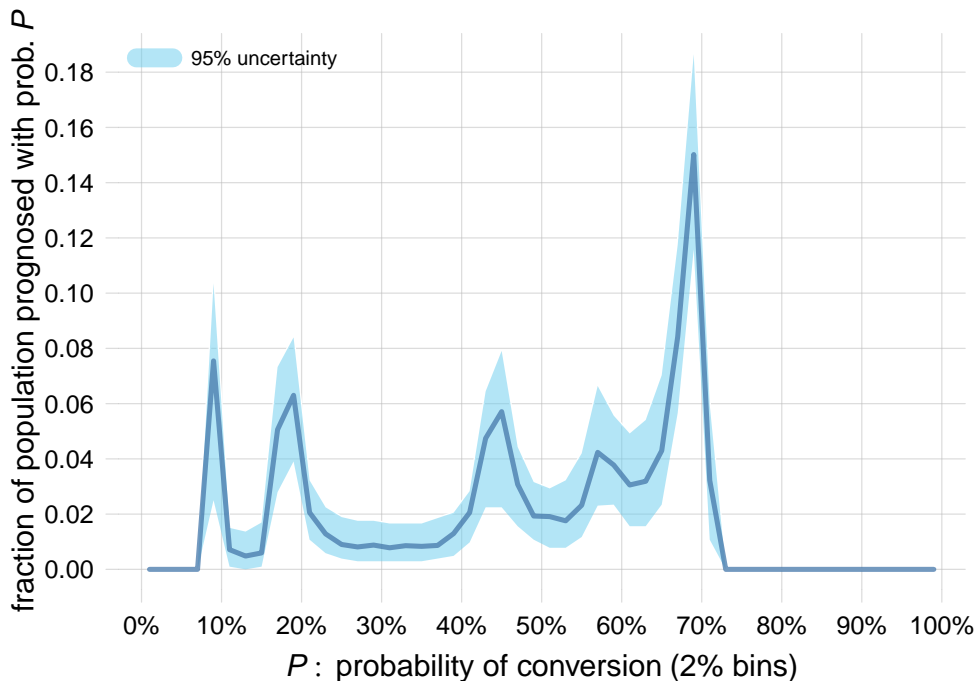 fraction of population prognosed with prob. P
95% uncertainty
0.18
0.16
0.14
0.12
0.10
0.08
0.06
0.04
0.02
0.00
0% 10% 20% 30% 40% 50% 60% 70% 80% 90% 100%
P : probability of conversion (2% bins)